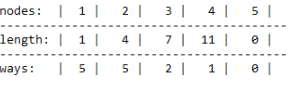 nodes: | 1 | 2 | 3 | 4 | 5 |
length: | 1 | 4 | 7 | 11 | 0 |
ways: | 5 | 5 | 2 | 1 | 0 |